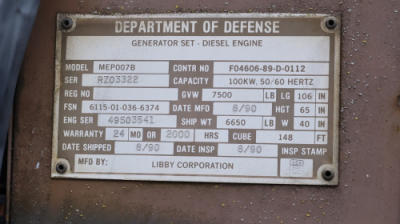 DEPARTMENT OF DEFENSE
GENERATOR SET - DIESEL ENGINE
MODEL MEP007B CONTR NO F04606-89-D-0112
SER RZ03322 CAPACITY 100KW, 50/60 HERTZ
REG NO GVW 7500 LB LG 106 IN
FSN 6115-01-036-6374 DATE MFD 8/90 HGT 65 IN
ENG SER 49503541 SHIP WT 6650 LB W 40 IN
WARRANTY 24 MO OR 2000 HRS CUBE 148 FT
DATE SHIPPED 8/90 DATE INSP 8/90 INSP STAMP
MFD BY: LIBBY CORPORATION